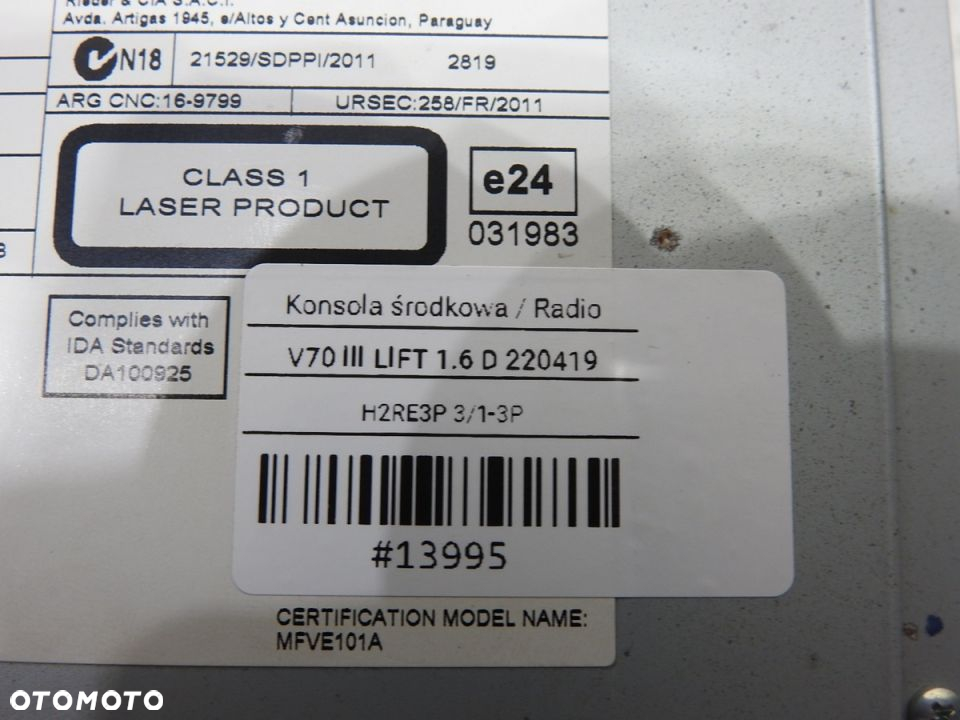 Rieder & CIA S.A.C.I.
Avda. Artigas 1945, e/Altos y Cent Asuncion, Paraguay
N18 21529/SDPPI/2011 2819
ARG CNC:16-9799 URSEC:258/FR/2011
CLASS 1
LASER PRODUCT
e24
031983
Complies with
IDA Standards
DA100925
Konsola środkowa / Radio
V70 III LIFT 1.6 D 220419
H2RE3P 3/1-3P
#13995
CERTIFICATION MODEL NAME:
MFVE101A
OTOMOTO